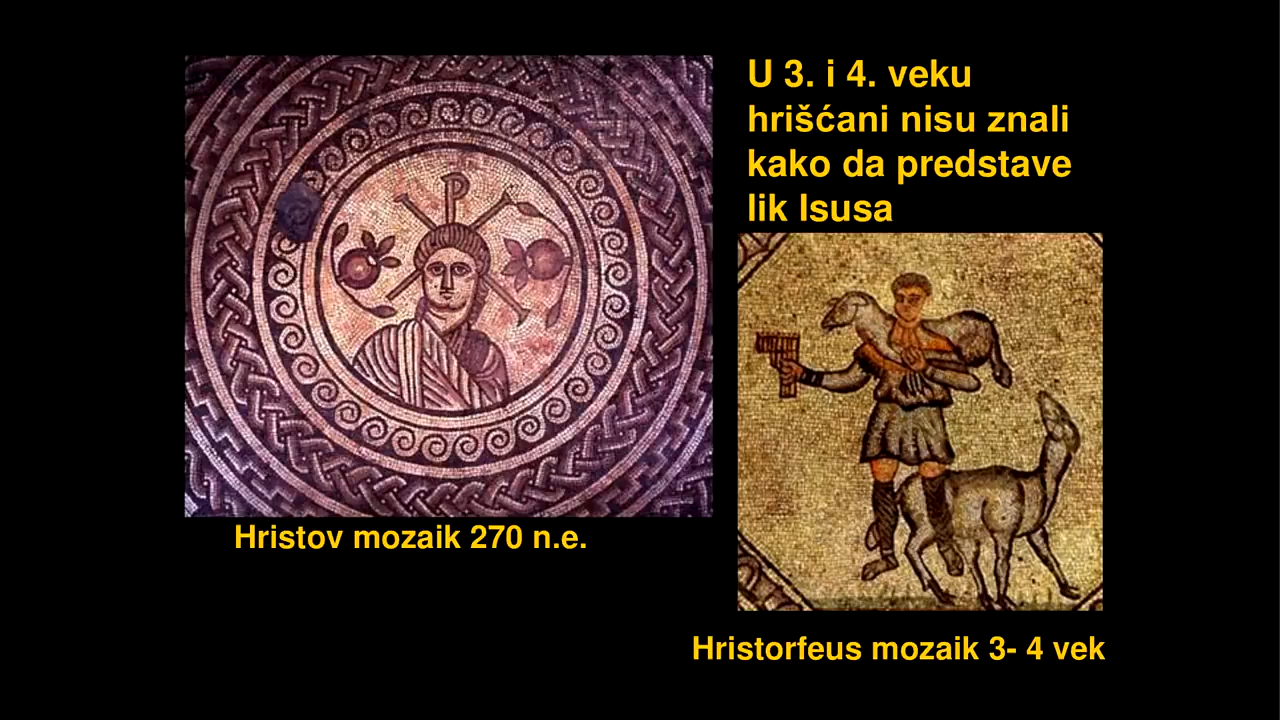 U 3. i 4. veku
hrišćani nisu znali
kako da predstave
lik Isusa
Hristov mozaik 270 n.e.
Hristorfeus mozaik 3- 4 vek